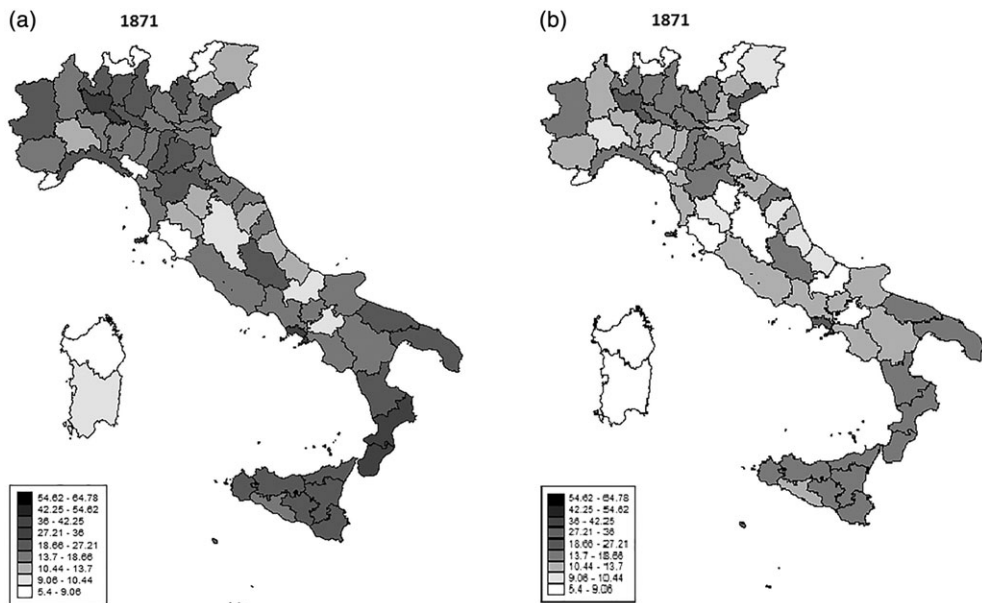 (a) 1871
54.62 - 64.78
42.25 - 54.62
36 - 42.25
27.21 - 36
18.66 - 27.21
13.7 - 18.66
10.44 - 13.7
9.06 - 10.44
5.4 - 9.06
(b) 1871
54.62 - 64.78
42.25 - 54.62
36 - 42.25
27.21 - 36
18.66 - 27.21
13.7 - 18.66
10.44 - 13.7
9.06 - 10.44
5.4 - 9.06